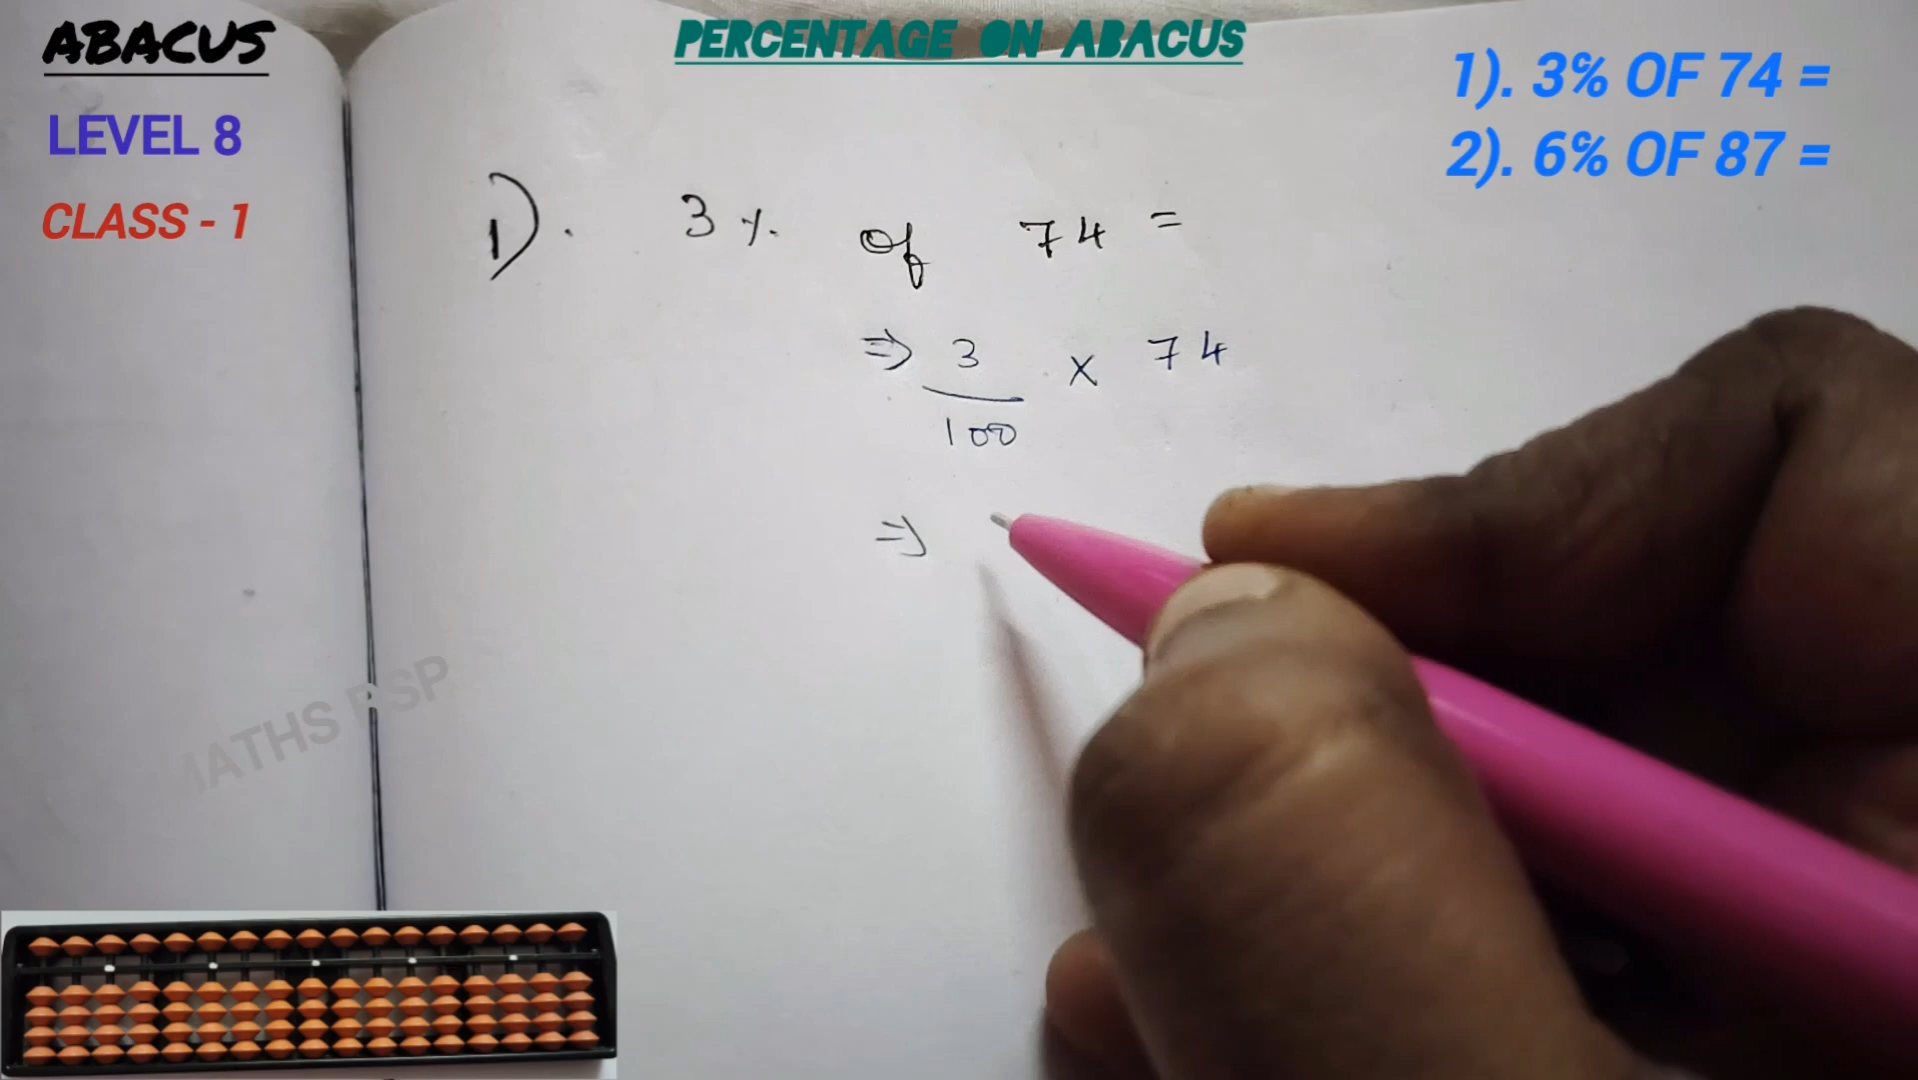 ABACUS
PERCENTAGE ON ABACUS
LEVEL 8
CLASS - 1
1). 3% OF 74 =
2). 6% OF 87 =
1). 3% of 74 =
⇒ 3/100 × 74
⇒
MATHS BSP